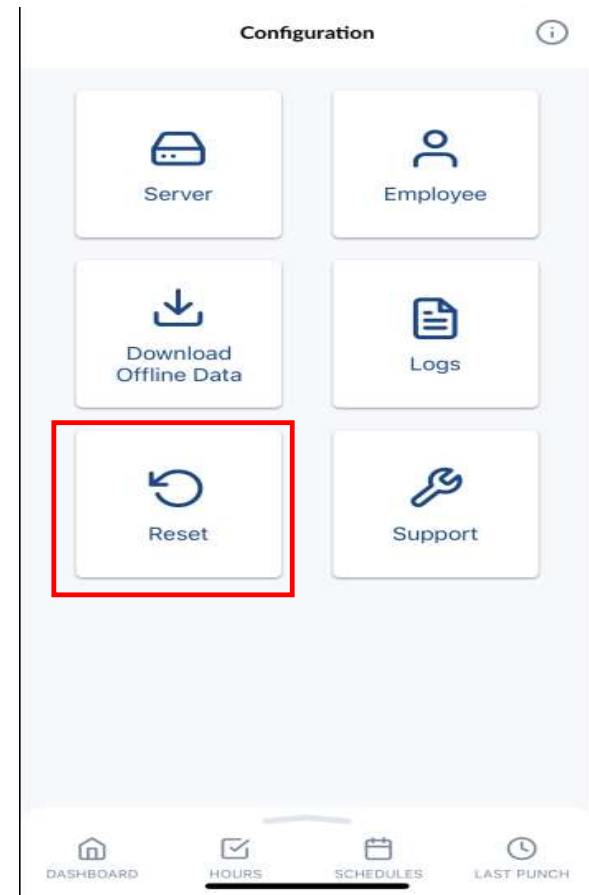 Configuration
Server
Employee
Download
Offline Data
Logs
Reset
Support
DASHBOARD
HOURS
SCHEDULES
LAST PUNCH